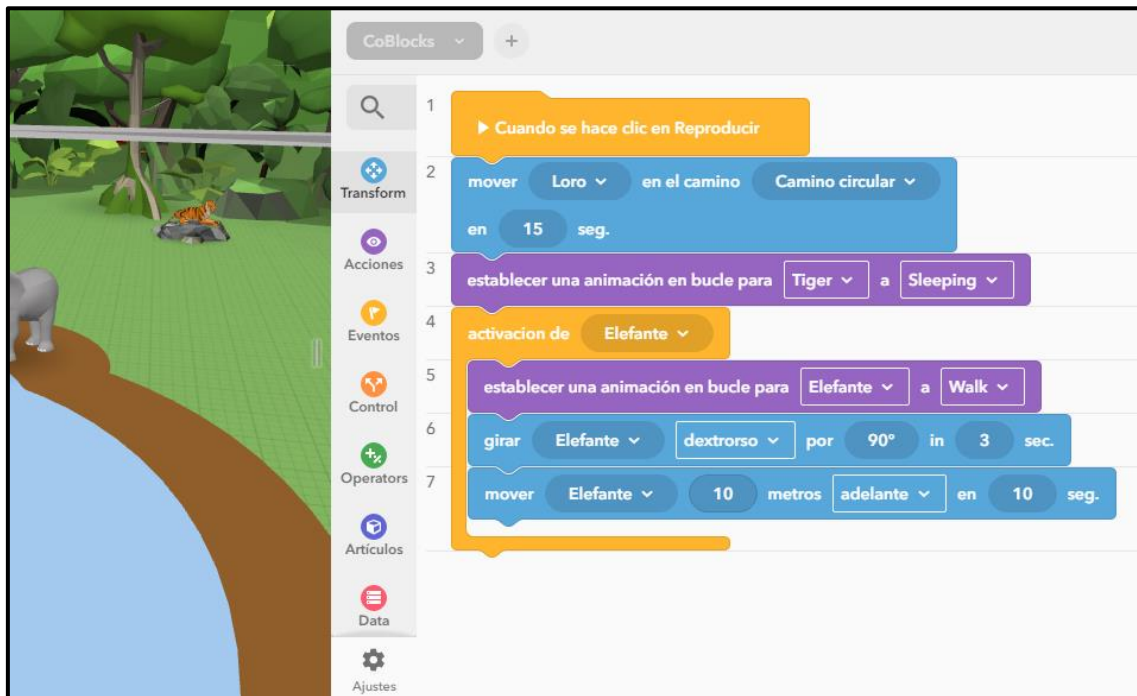 CoBlocks
+
Transform
Acciones
Eventos
Control
Operators
Artículos
Data
Ajustes
1
Cuando se hace clic en Reproducir
2
mover Loro en el camino Camino circular
en 15 seg.
3
establecer una animación en bucle para Tiger a Sleeping
4
activacion de Elefante
5
establecer una animación en bucle para Elefante a Walk
6
girar Elefante dextrorso por 90° in 3 sec.
7
mover Elefante 10 metros adelante en 10 seg.